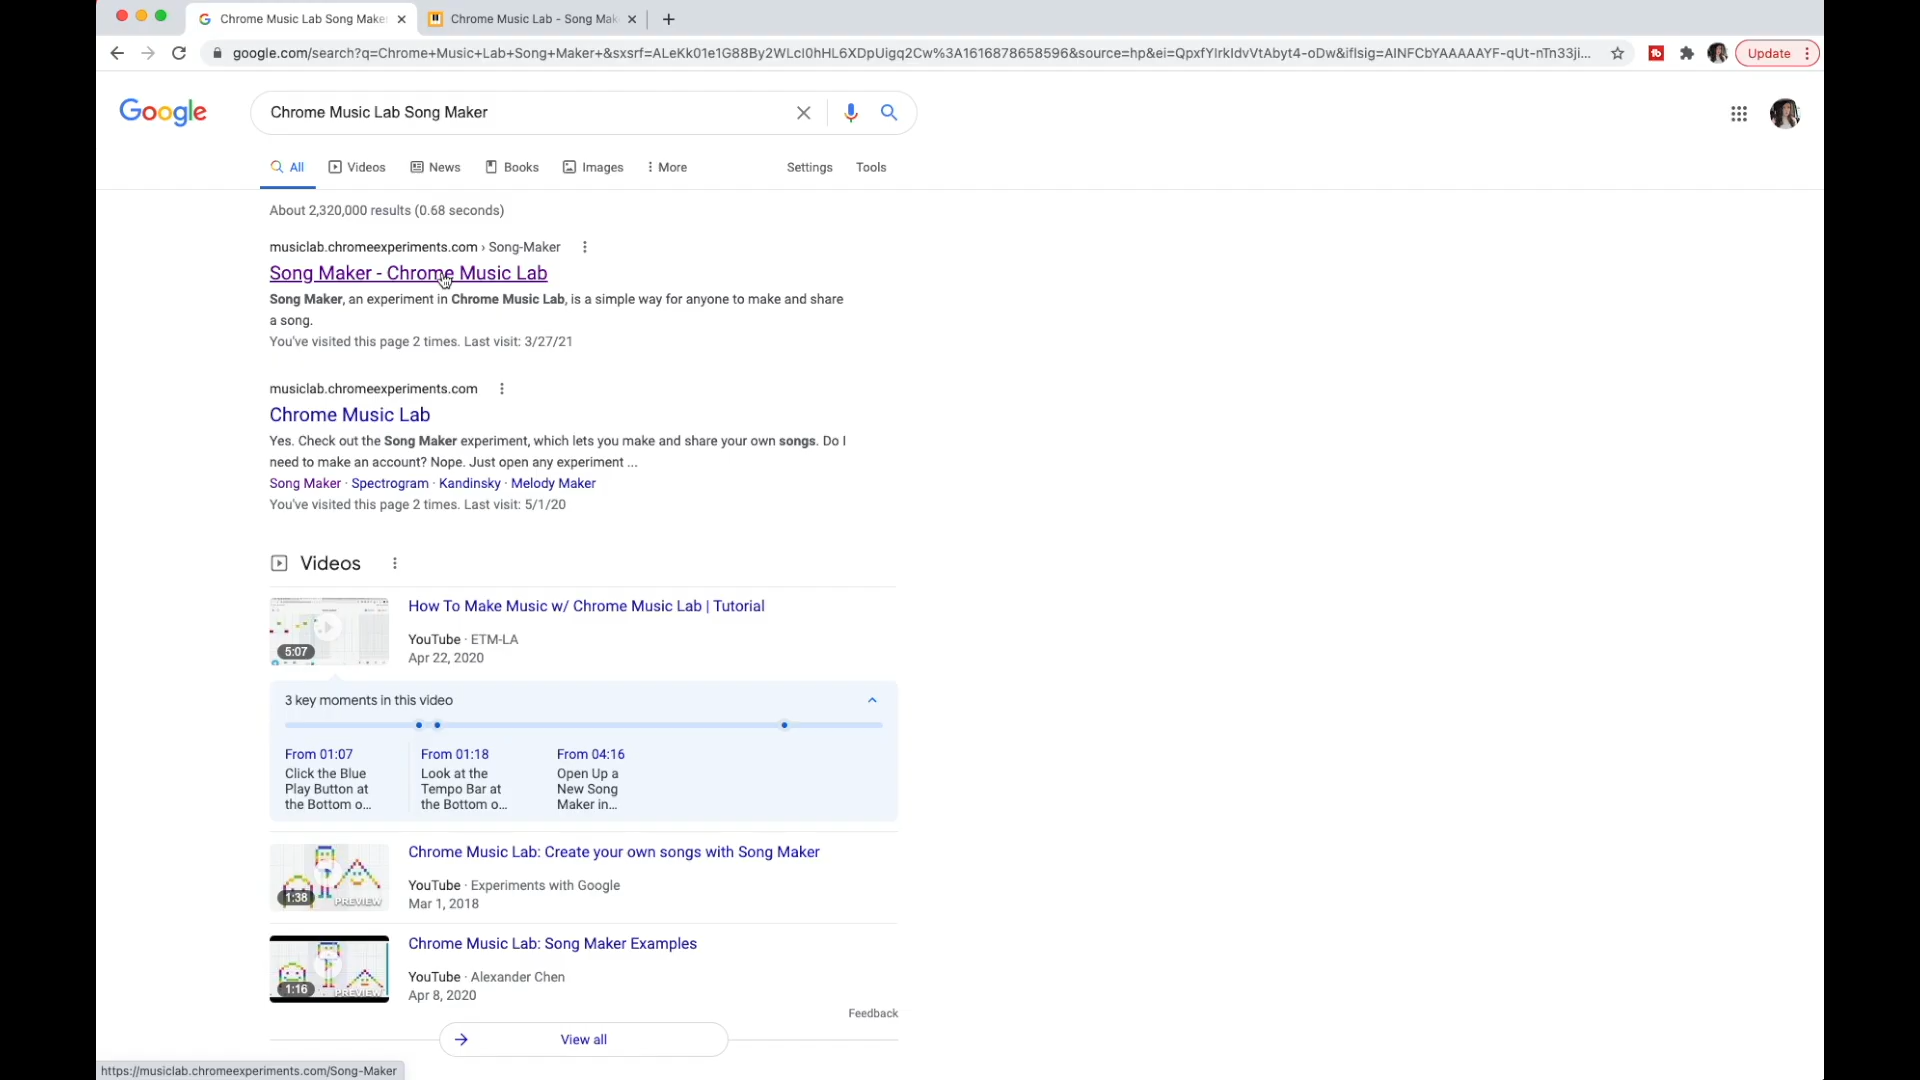 Chrome Music Lab Song Make
Chrome Music Lab - Song Mak
google.com/search?q=Chrome+Music+Lab+Song+Maker+&sxsrf=ALeKk01e1G88By2WLcI0hHL6XDpUigq2Cw%3A1616878658596&source=hp&ei=QpxfYIrkIdvVtAbyt4-oDw&iflsig=AINFCbYAAAAAYF-qUt-nTn33ji...
Update
Google
Chrome Music Lab Song Maker
All
Videos
News
Books
Images
More
Settings
Tools
About 2,320,000 results (0.68 seconds)
musiclab.chromeexperiments.com › Song-Maker
Song Maker - Chrome Music Lab
Song Maker, an experiment in Chrome Music Lab, is a simple way for anyone to make and share
a song.
You've visited this page 2 times. Last visit: 3/27/21
musiclab.chromeexperiments.com
Chrome Music Lab
Yes. Check out the Song Maker experiment, which lets you make and share your own songs. Do I
need to make an account? Nope. Just open any experiment ...
Song Maker · Spectrogram · Kandinsky · Melody Maker
You've visited this page 2 times. Last visit: 5/1/20
Videos
How To Make Music w/ Chrome Music Lab | Tutorial
YouTube · ETM-LA
Apr 22, 2020
5:07
3 key moments in this video
From 01:07
Click the Blue
Play Button at
the Bottom o...
From 01:18
Look at the
Tempo Bar at
the Bottom o...
From 04:16
Open Up a
New Song
Maker in...
Chrome Music Lab: Create your own songs with Song Maker
YouTube · Experiments with Google
Mar 1, 2018
1:38
PREVIEW
Chrome Music Lab: Song Maker Examples
YouTube · Alexander Chen
Apr 8, 2020
1:16
PREVIEW
Feedback
View all
https://musiclab.chromeexperiments.com/Song-Maker